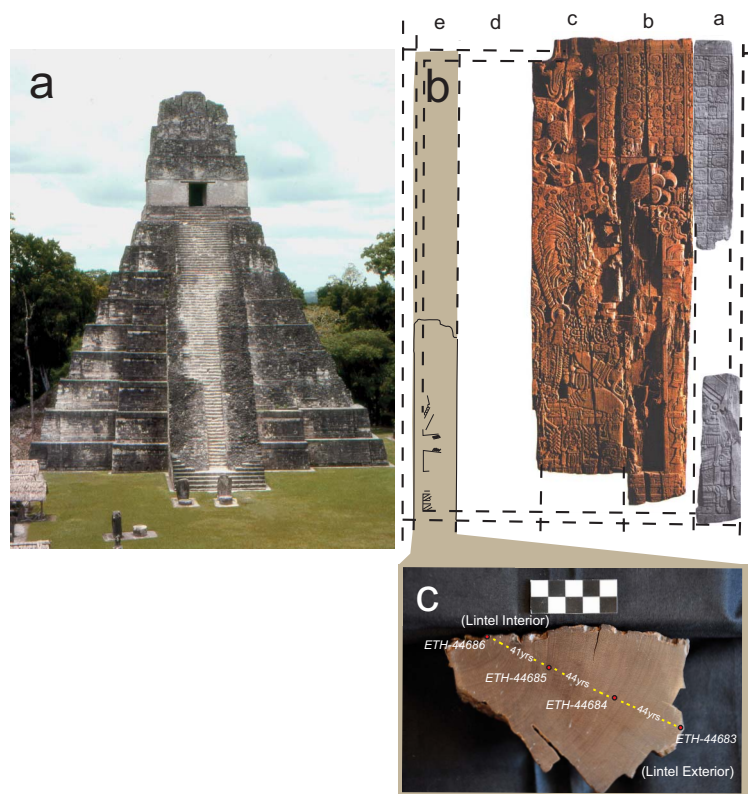 a
e d c b a
b
c
(Lintel Interior)
ETH-44686
41yrs
ETH-44685
44yrs
ETH-44684
44yrs
ETH-44683
(Lintel Exterior)